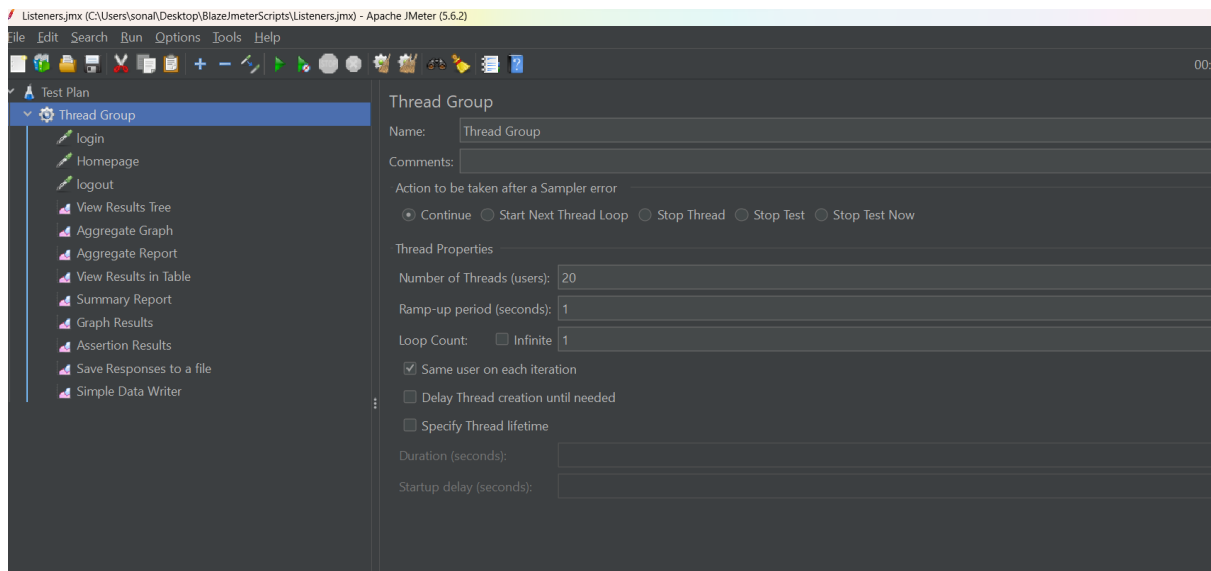 Listeners.jmx (C:\Users\sonal\Desktop\BlazeJmeterScripts\Listeners.jmx) - Apache JMeter (5.6.2)
File Edit Search Run Options Tools Help
00:
Test Plan
Thread Group
login
Homepage
logout
View Results Tree
Aggregate Graph
Aggregate Report
View Results in Table
Summary Report
Graph Results
Assertion Results
Save Responses to a file
Simple Data Writer
Thread Group
Name: Thread Group
Comments:
Action to be taken after a Sampler error
Continue Start Next Thread Loop Stop Thread Stop Test Stop Test Now
Thread Properties
Number of Threads (users): 20
Ramp-up period (seconds): 1
Loop Count: Infinite 1
Same user on each iteration
Delay Thread creation until needed
Specify Thread lifetime
Duration (seconds):
Startup delay (seconds):